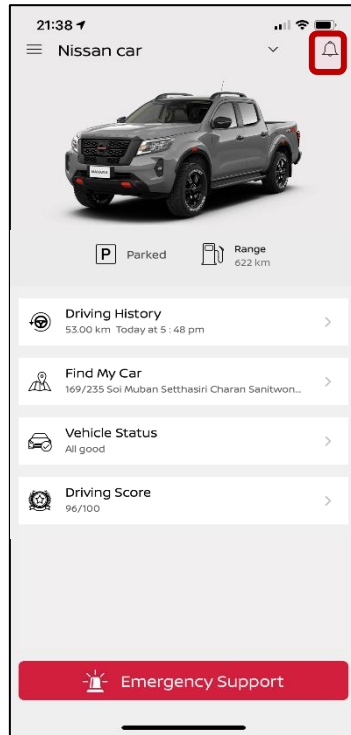 21:38
Nissan car
P Parked
Range
622 km
Driving History
53.00 km Today at 5 : 48 pm
Find My Car
169/235 Soi Muban Setthasiri Charan Sanitwon...
Vehicle Status
All good
Driving Score
96/100
Emergency Support